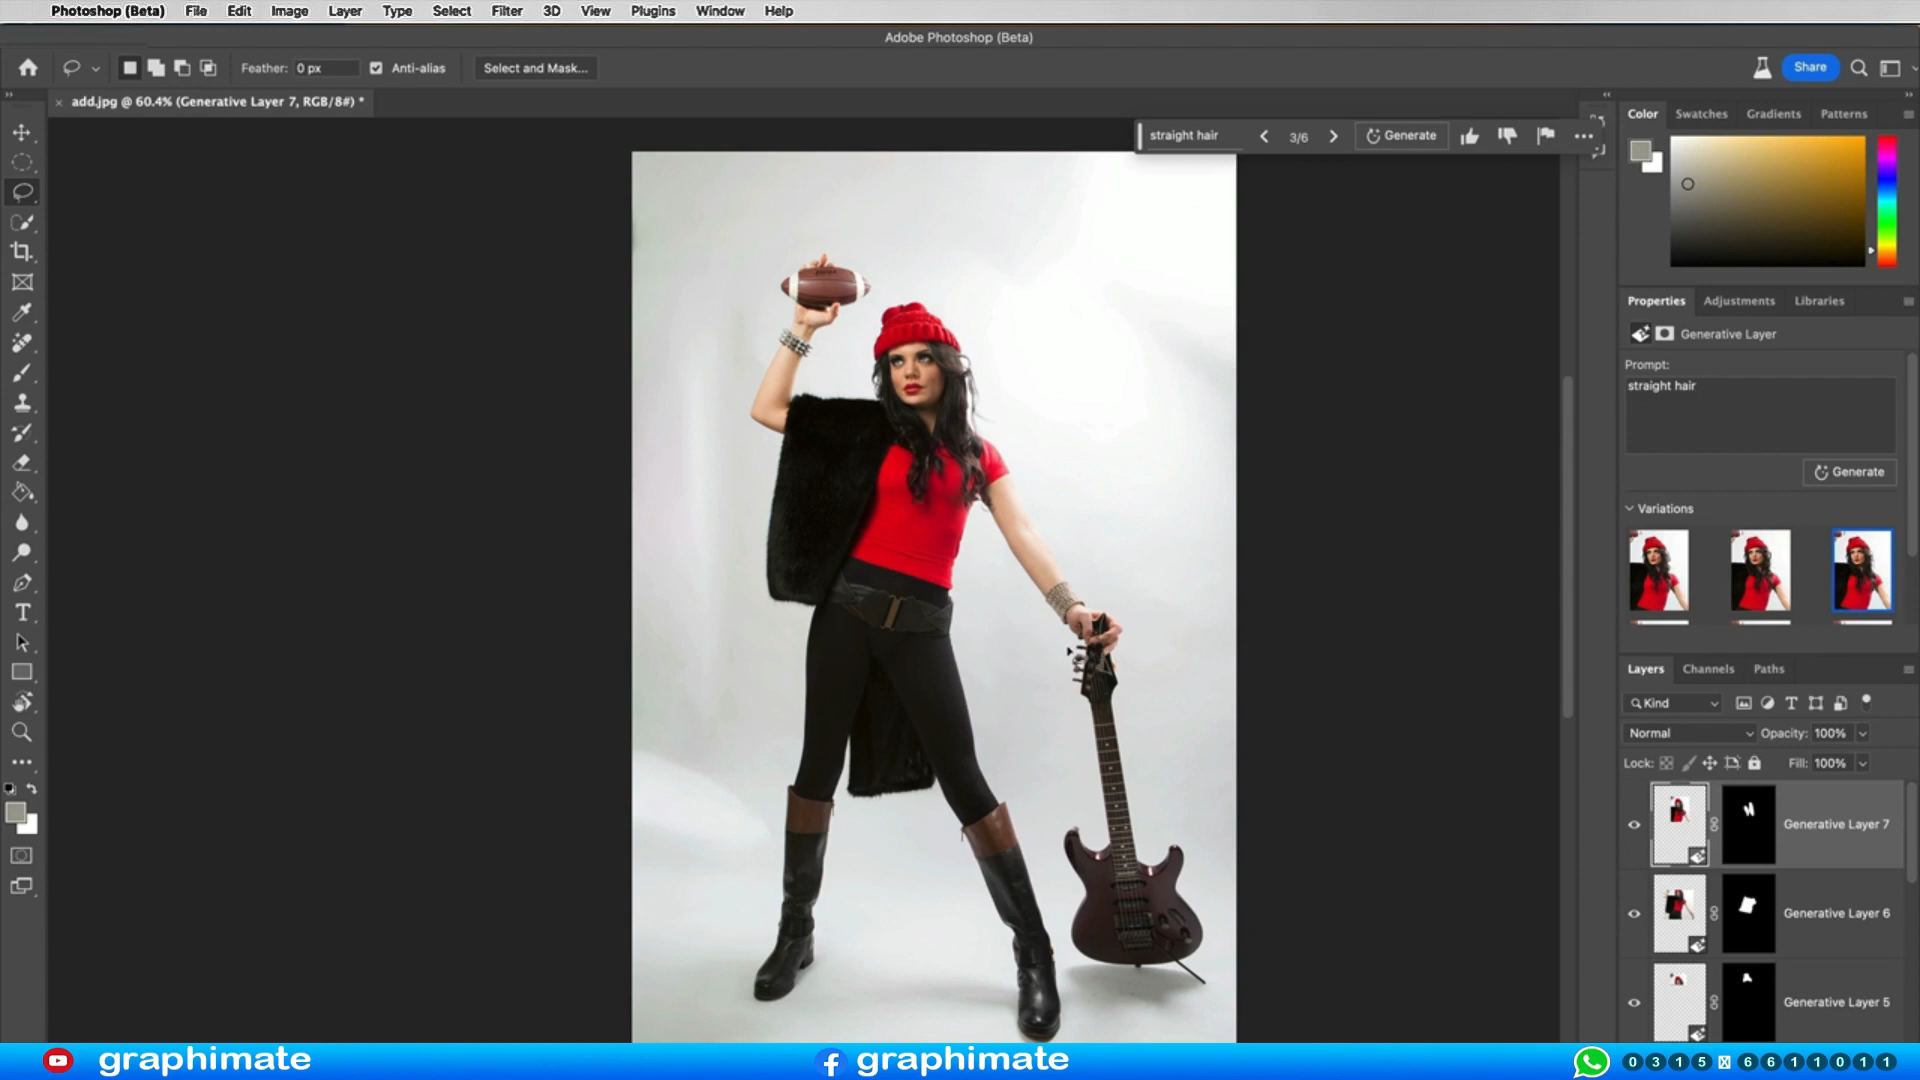 Photoshop (Beta) File Edit Image Layer Type Select Filter 3D View Plugins Window Help
Adobe Photoshop (Beta)
Feather: 0 px Anti-alias Select and Mask... Share
add.jpg @ 60.4% (Generative Layer 7, RGB/8#) *
straight hair 3/6 Generate
Color Swatches Gradients Patterns
Properties Adjustments Libraries
Generative Layer
Prompt:
straight hair
Generate
Variations
Layers Channels Paths
Kind
Normal Opacity: 100%
Lock: Fill: 100%
Generative Layer 7
Generative Layer 6
Generative Layer 5
graphimate graphimate 0315 6611011